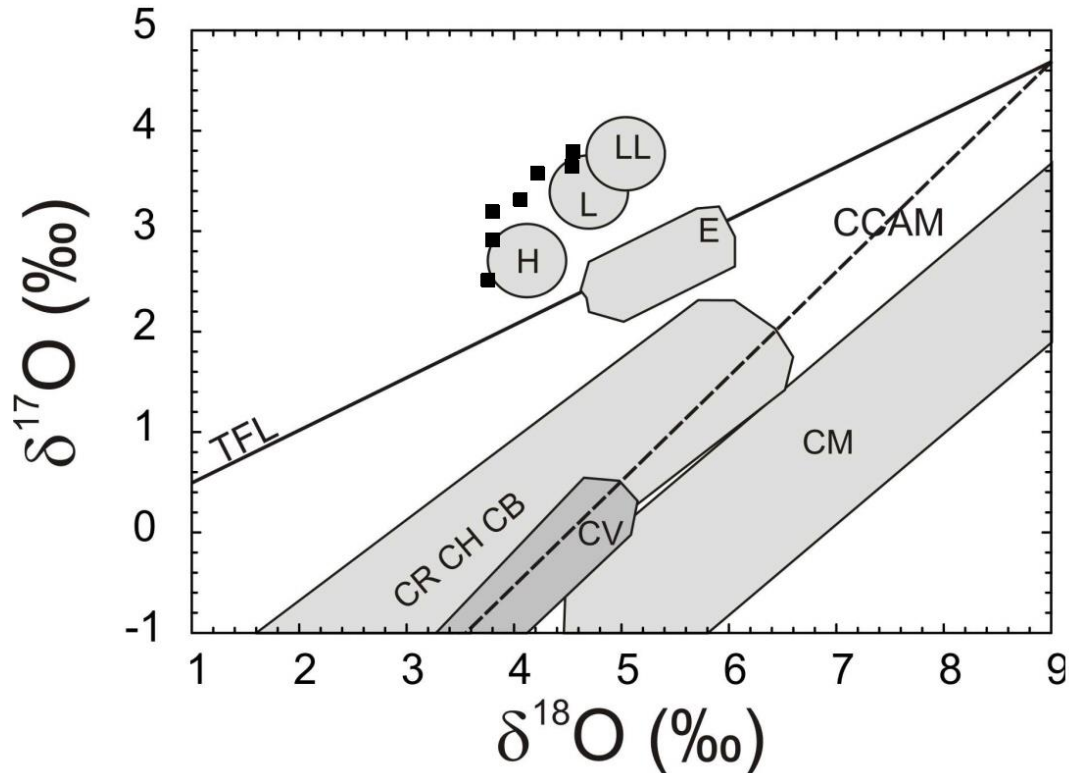 5
4
3
2
1
0
-1
δ¹⁷O (‰)
LL
L
H
E
CCAM
TFL
CM
CR CH CB
CV
1 2 3 4 5 6 7 8 9
δ¹⁸O (‰)